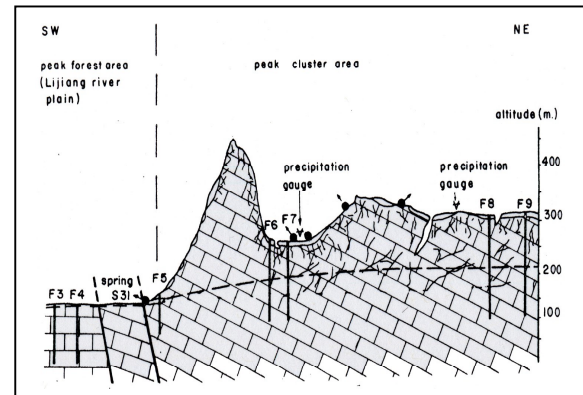 SW
NE
peak forest area
(Lijiang river
plain)
peak cluster area
altitude (m.)
400
precipitation
gauge
precipitation
gauge
300
F6
F7
F8
F9
200
spring
S31
F5
F3
F4
100